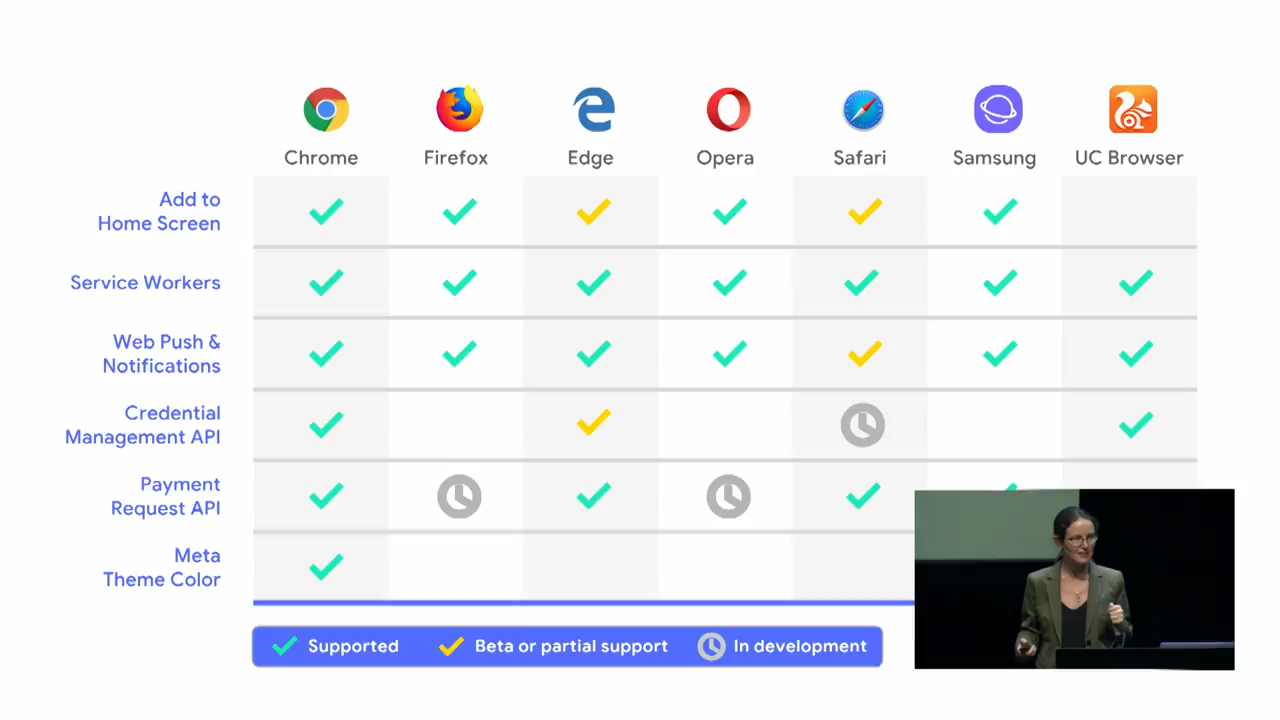 Chrome
Firefox
Edge
Opera
Safari
Samsung
UC Browser
Add to
Home Screen
Service Workers
Web Push &
Notifications
Credential
Management API
Payment
Request API
Meta
Theme Color
Supported
Beta or partial support
In development